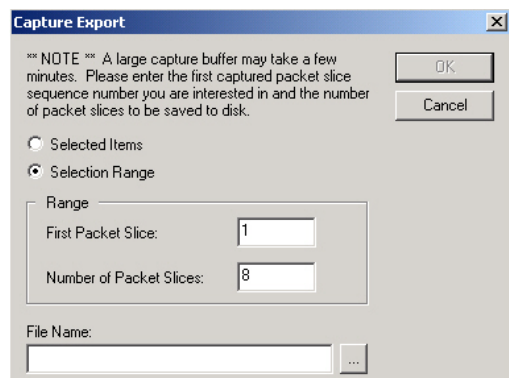 Capture Export
** NOTE ** A large capture buffer may take a few
minutes. Please enter the first captured packet slice
sequence number you are interested in and the number
of packet slices to be saved to disk.
OK
Cancel
Selected Items
Selection Range
Range
First Packet Slice: 1
Number of Packet Slices: 8
File Name:
...